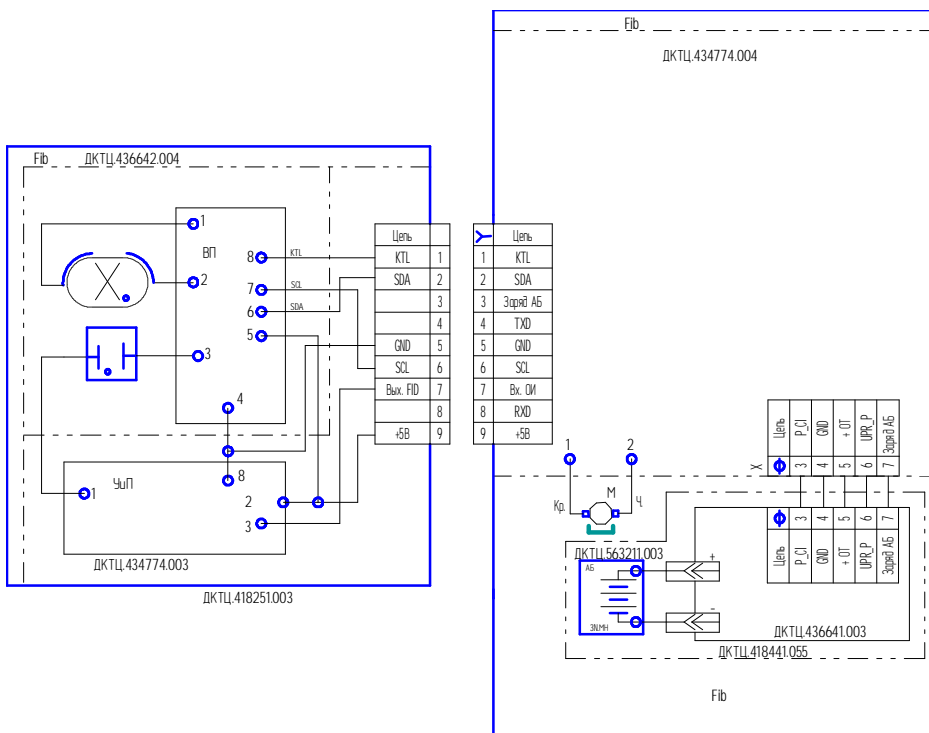 Fib
ДКТЦ.434774.004
Fib ДКТЦ.436642.004
1
ВП
8 KTL
2
7 SCL
6 SDA
5
3
4
8
УиП
1
2
3
ДКТЦ.434774.003
ДКТЦ.418251.003
Цепь
KTL 1
SDA 2
3
4
GND 5
SCL 6
Вых. FID 7
8
+5В 9
Цепь
1 KTL
2 SDA
3 Заряд АБ
4 TXD
5 GND
6 SCL
7 Вх. ОИ
8 RXD
9 +5В
1 2
М
Кр. Ч.
X
Цепь
P_CI 3
GND 4
+ OT 5
UPR_P 6
Заряд АБ 7
3 P_CI
4 GND
5 + OT
6 UPR_P
7 Заряд АБ
Цепь
ДКТЦ.563211.003
АБ
+
-
3NiMH
ДКТЦ.436641.003
ДКТЦ.418441.055
Fib